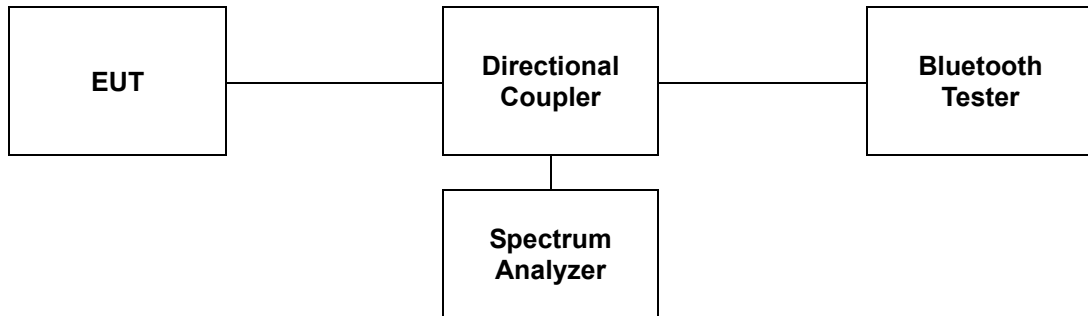 EUT
Directional
Coupler
Bluetooth
Tester
Spectrum
Analyzer